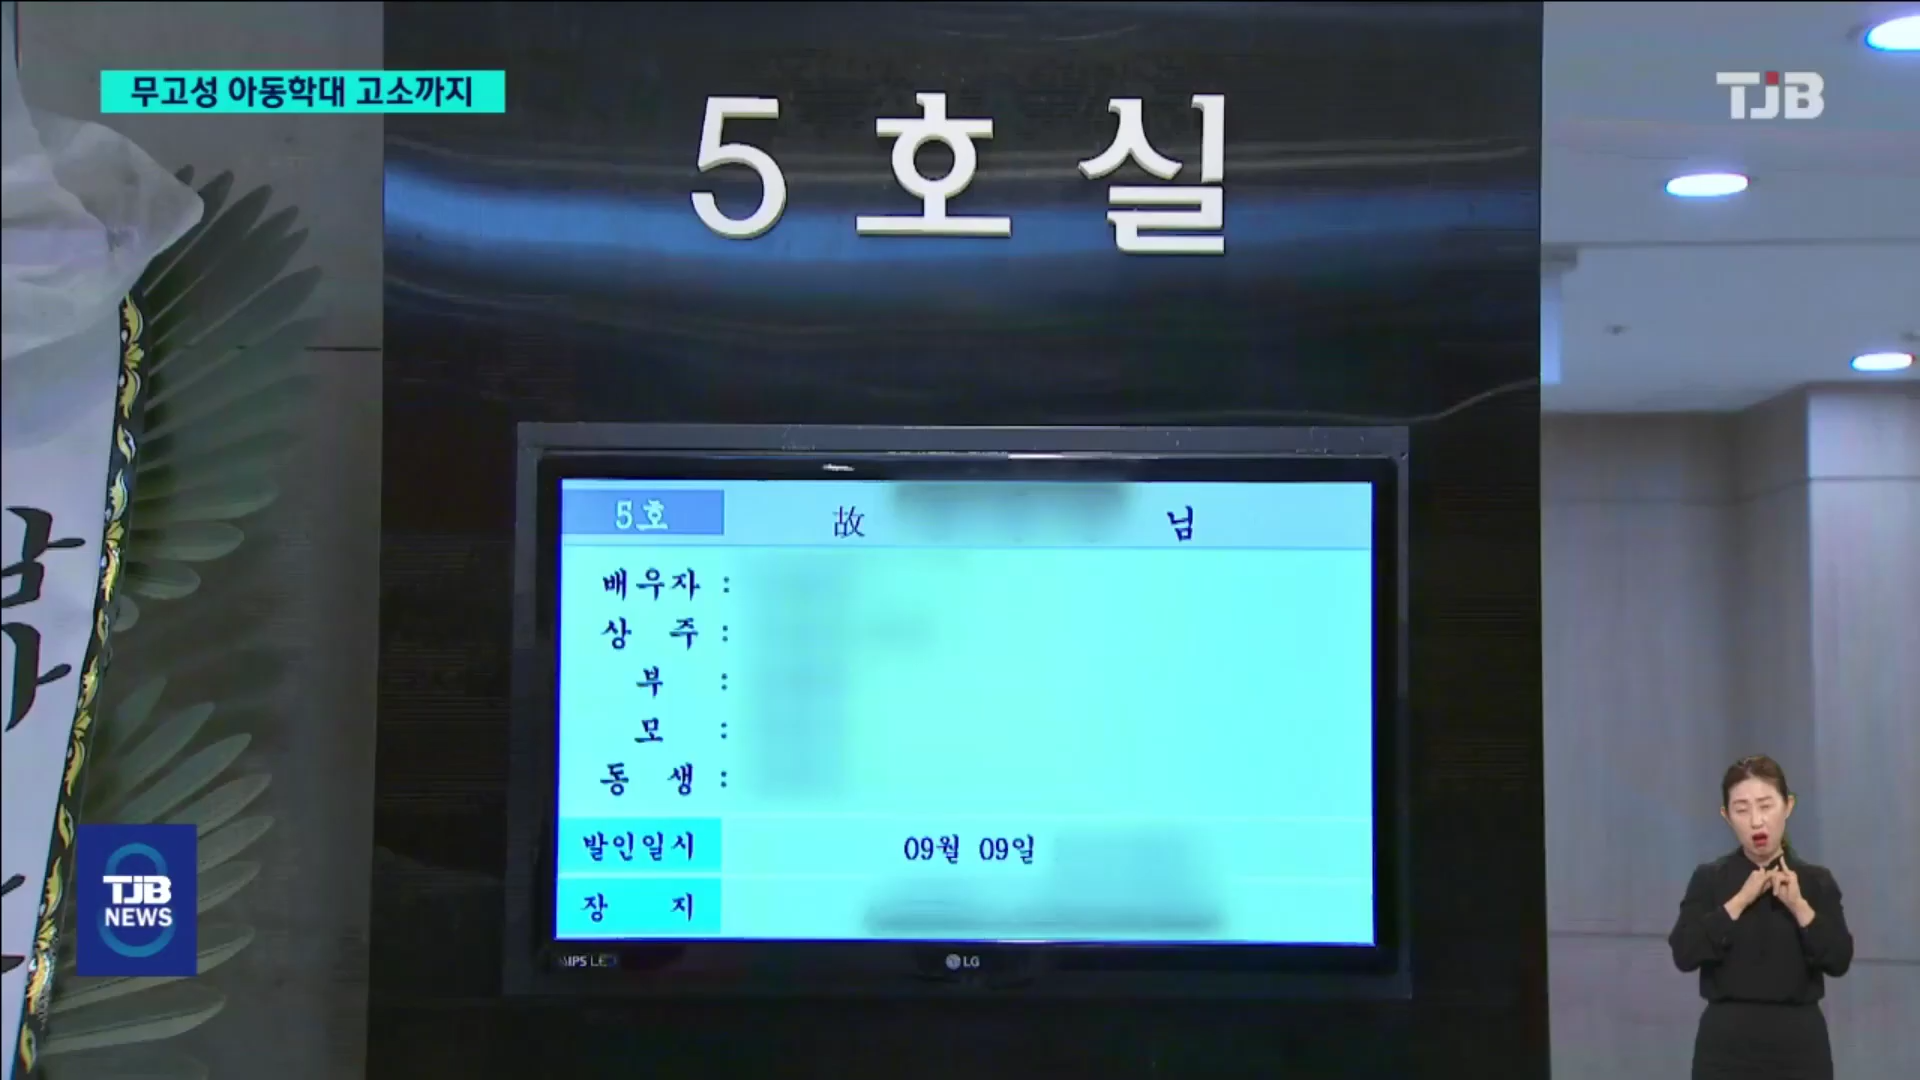 무고성 아동학대 고소까지
TJB
5호실
5호 故 님
배우자 :
상 주 :
부 :
모 :
동 생 :
발인일시 09월 09일
장 지
TJB
NEWS
LG